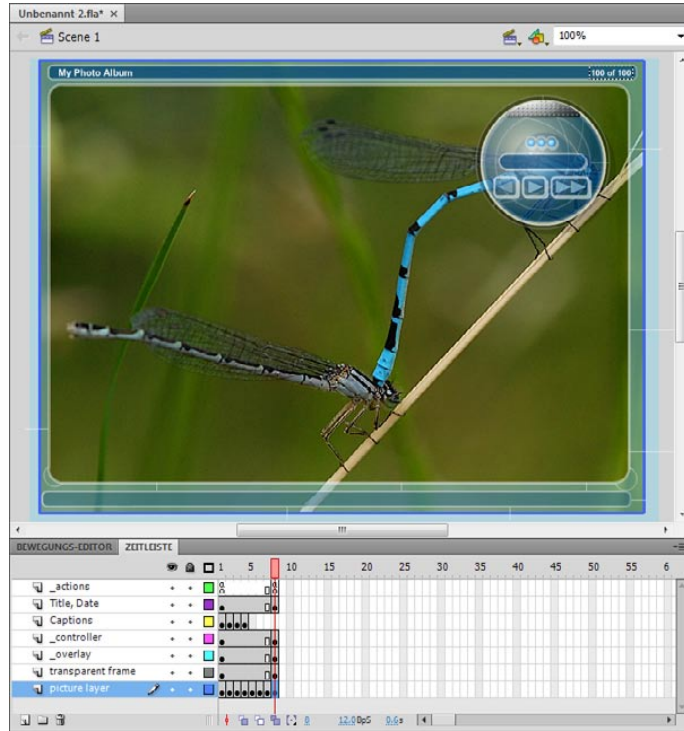 Unbenannt 2.fla* ×
Scene 1
100%
My Photo Album
100 of 100
BEWEGUNGS-EDITOR ZEITLEISTE
1 5 10 15 20 25 30 35 40 45 50 55 6
_actions
Title, Date
Captions
_controller
_overlay
transparent frame
picture layer
8 12.0BpS 0.6s